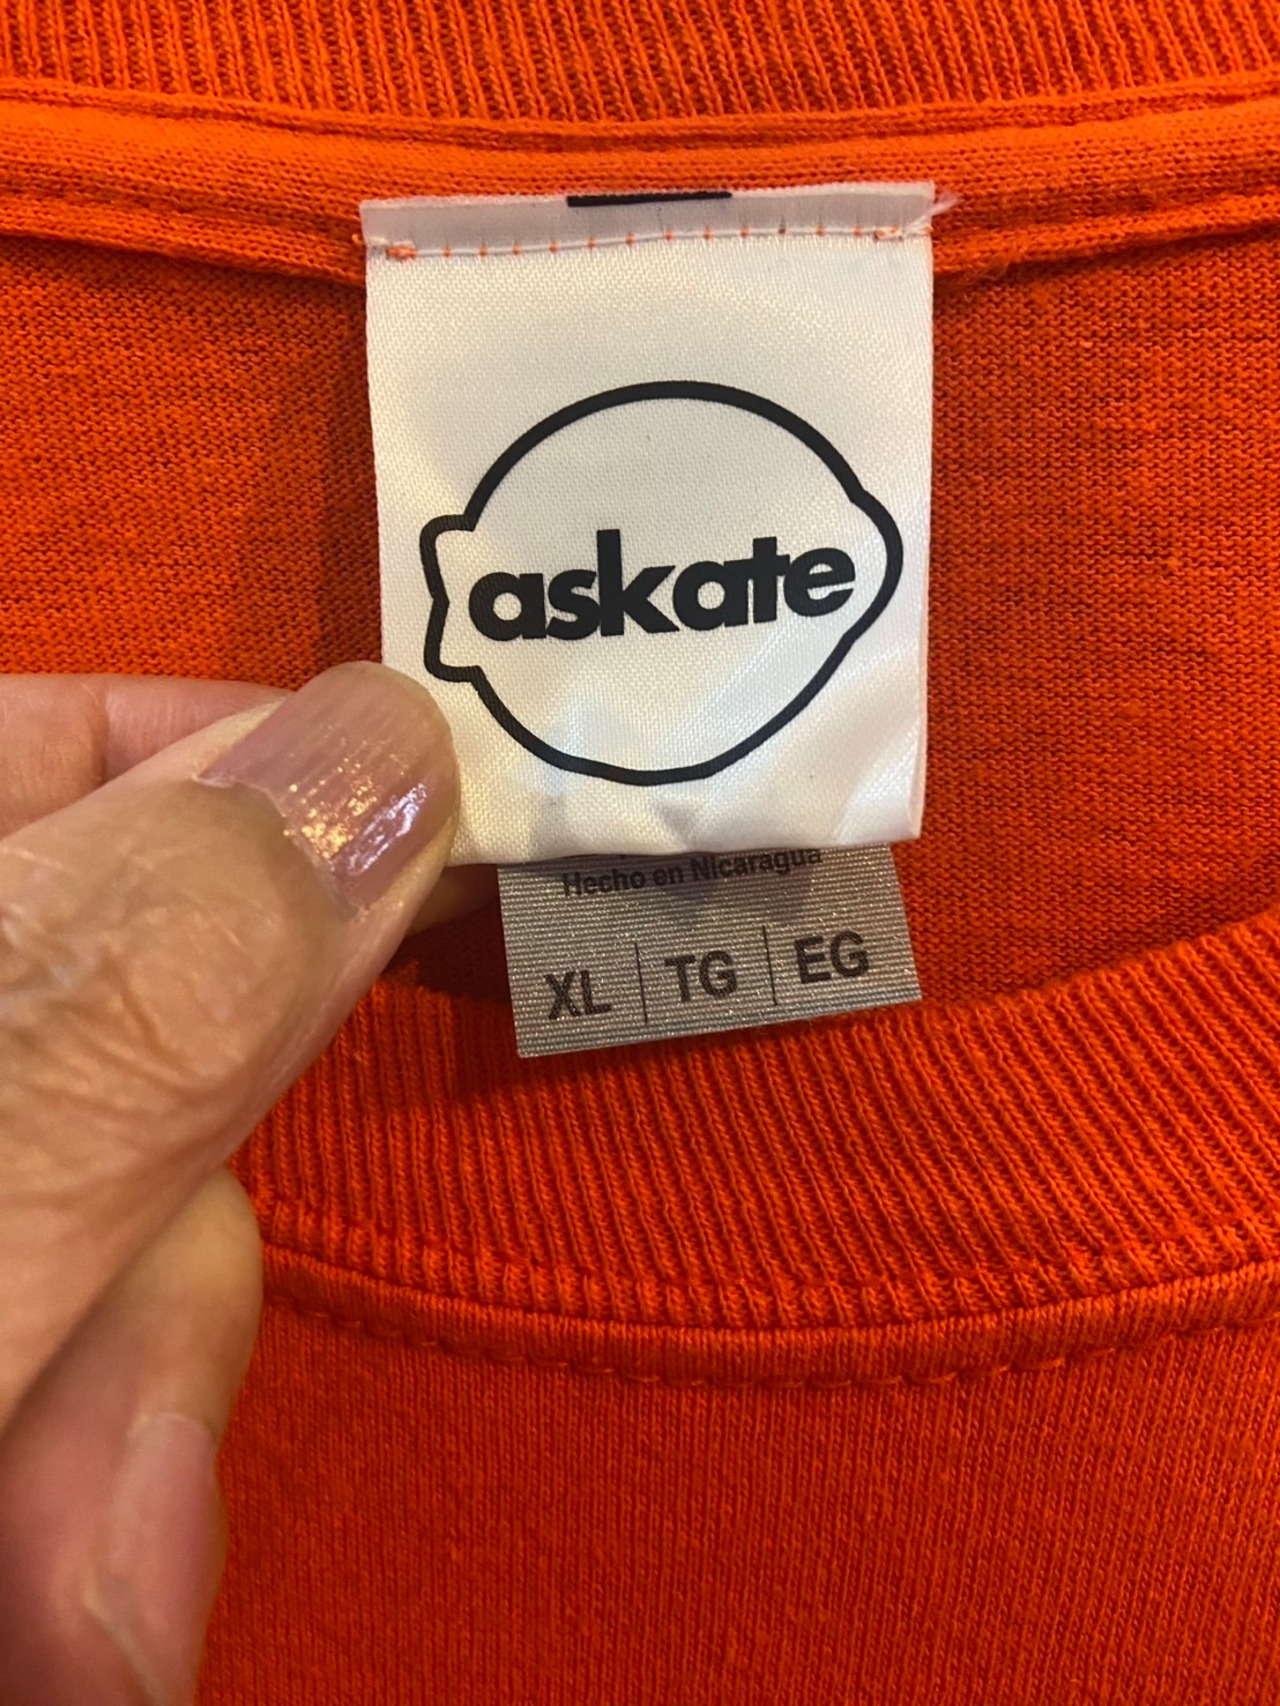 askate
Hecho en Nicaragua
XL | TG | EG